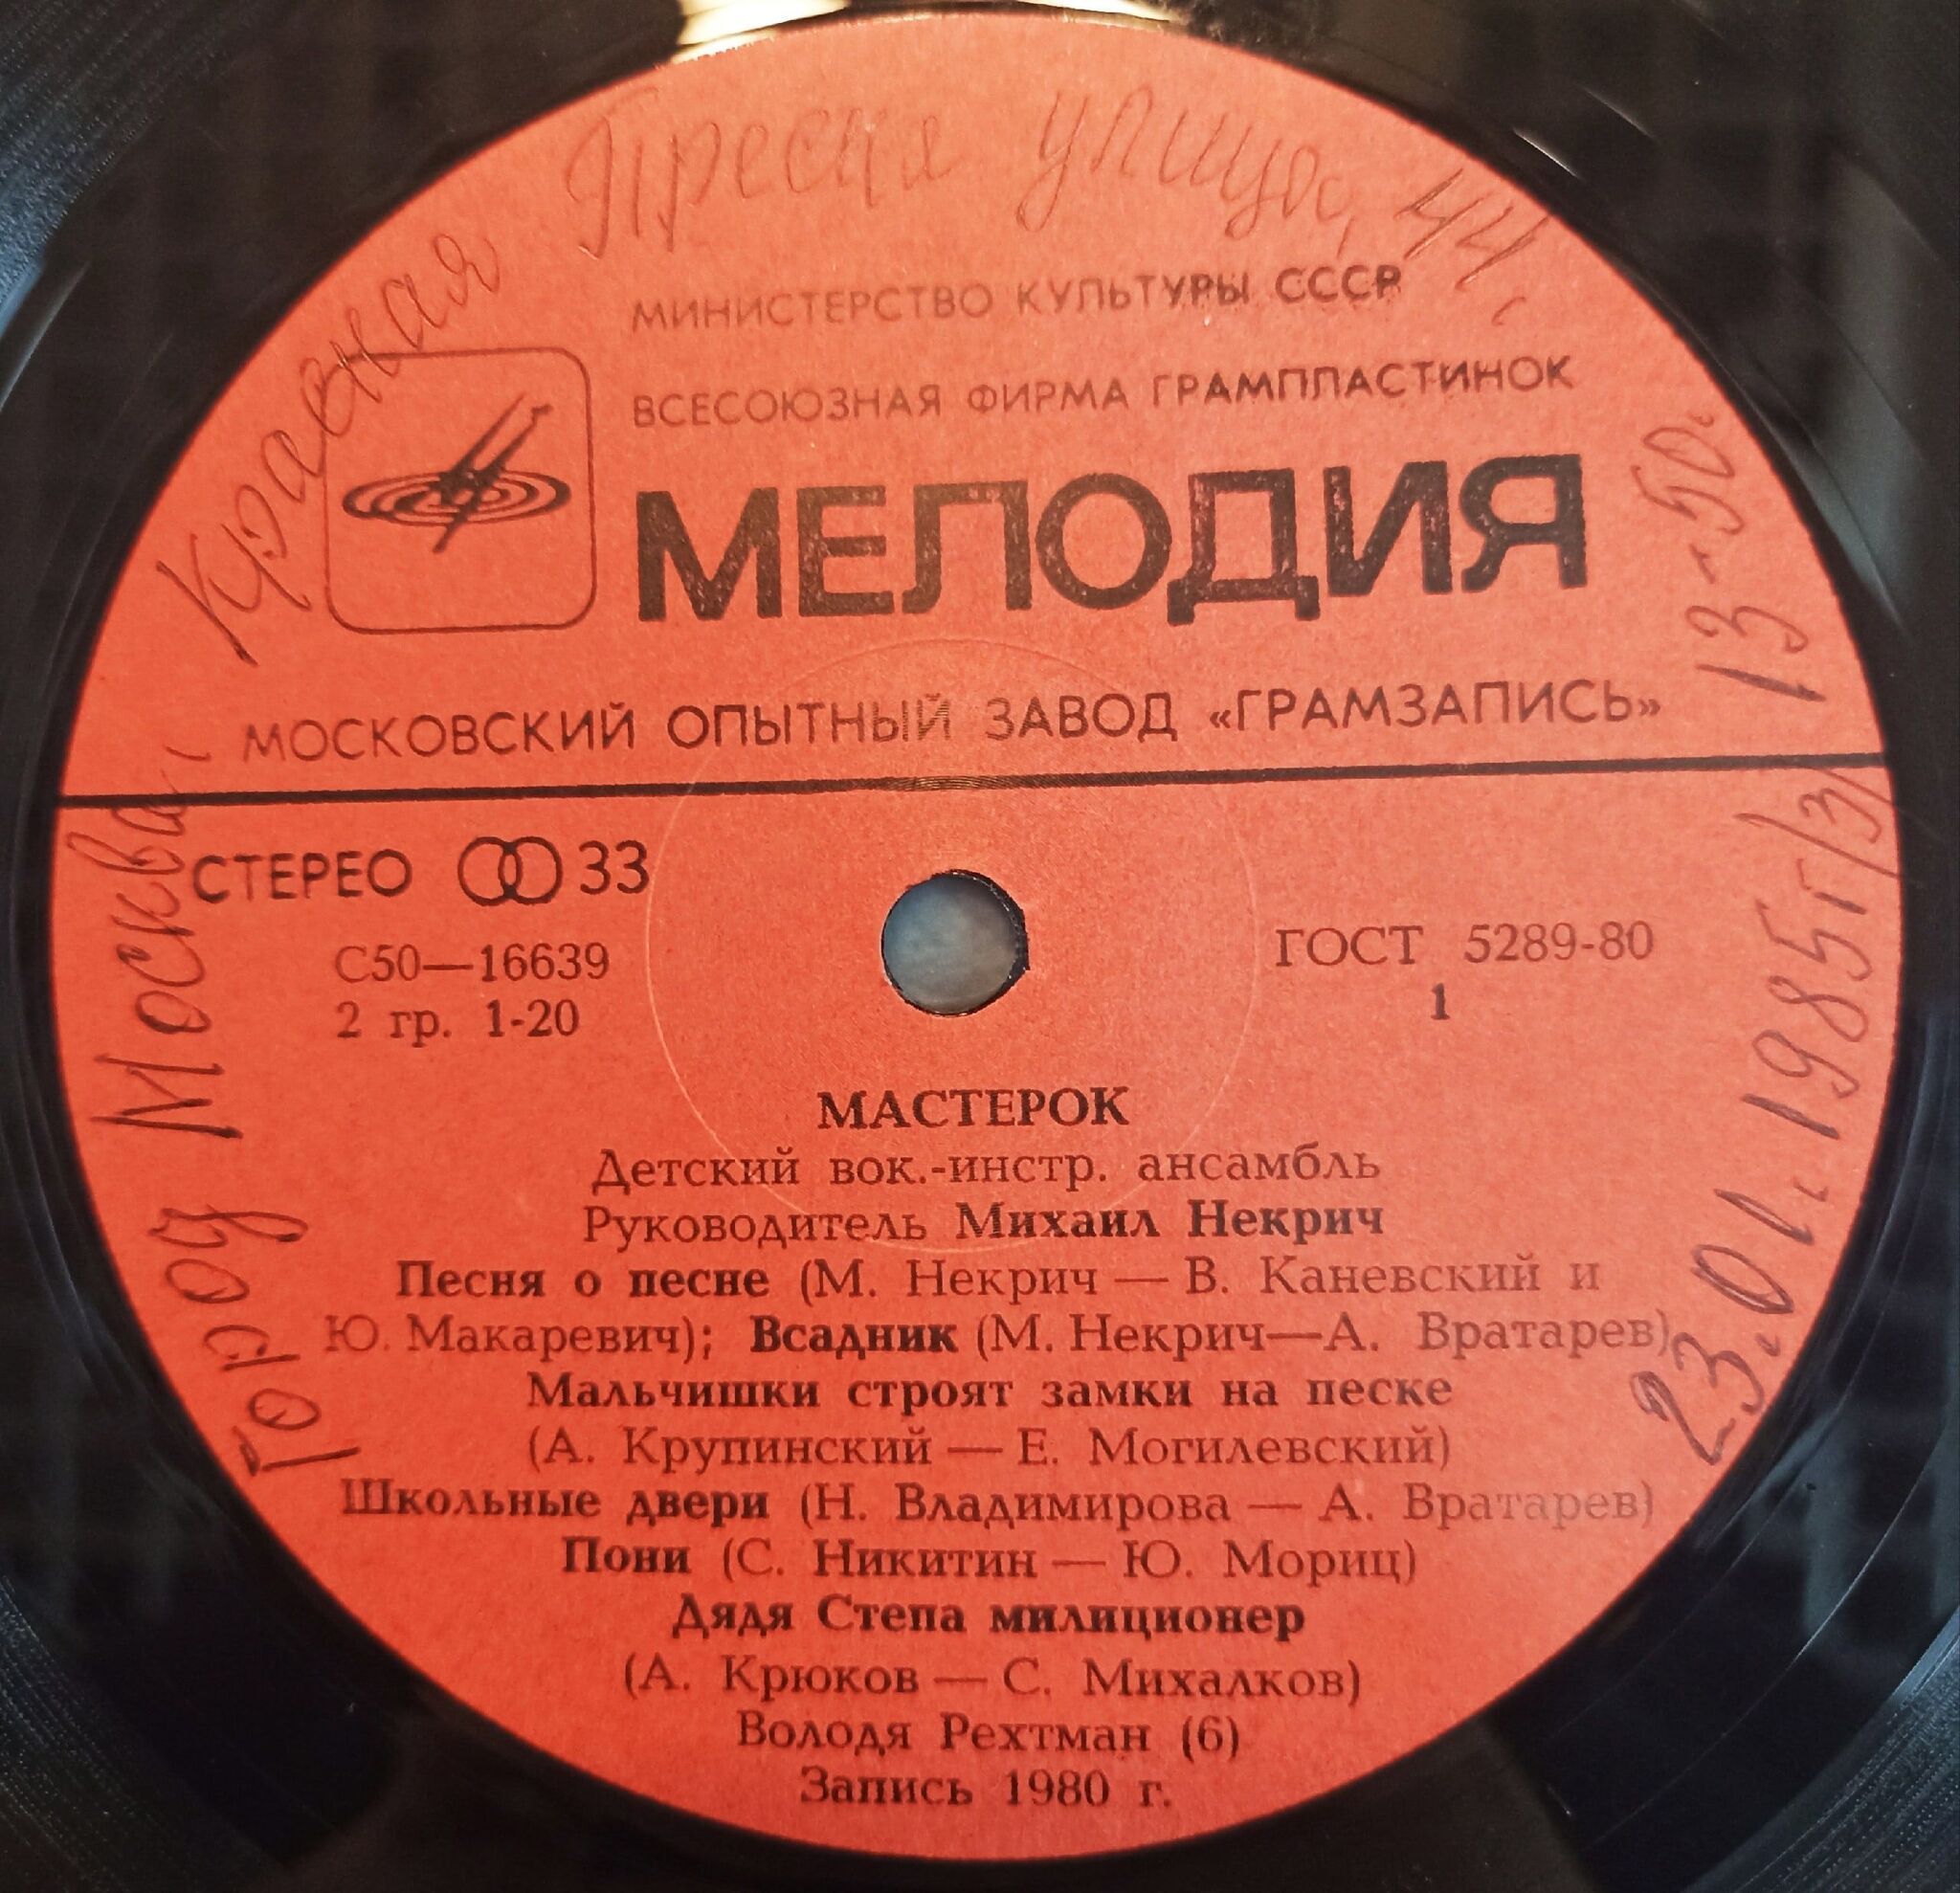 Город Москва.
Кравная Пресня улица, 44.
13-50.
23.01.1985г/3/
МИНИСТЕРСТВО КУЛЬТУРЫ СССР
ВСЕСОЮЗНАЯ ФИРМА ГРАМПЛАСТИНОК
МЕЛОДИЯ
МОСКОВСКИЙ ОПЫТНЫЙ ЗАВОД «ГРАМЗАПИСЬ»
СТЕРЕО 33
С50—16639
2 гр. 1-20
ГОСТ 5289-80
1
МАСТЕРОК
Детский вок.-инстр. ансамбль
Руководитель Михаил Некрич
Песня о песне (М. Некрич — В. Каневский и
Ю. Макаревич); Всадник (М. Некрич—А. Вратарев)
Мальчишки строят замки на песке
(А. Крупинский — Е. Могилевский)
Школьные двери (Н. Владимирова — А. Вратарев)
Пони (С. Никитин — Ю. Мориц)
Дядя Степа милиционер
(А. Крюков — С. Михалков)
Володя Рехтман (6)
Запись 1980 г.